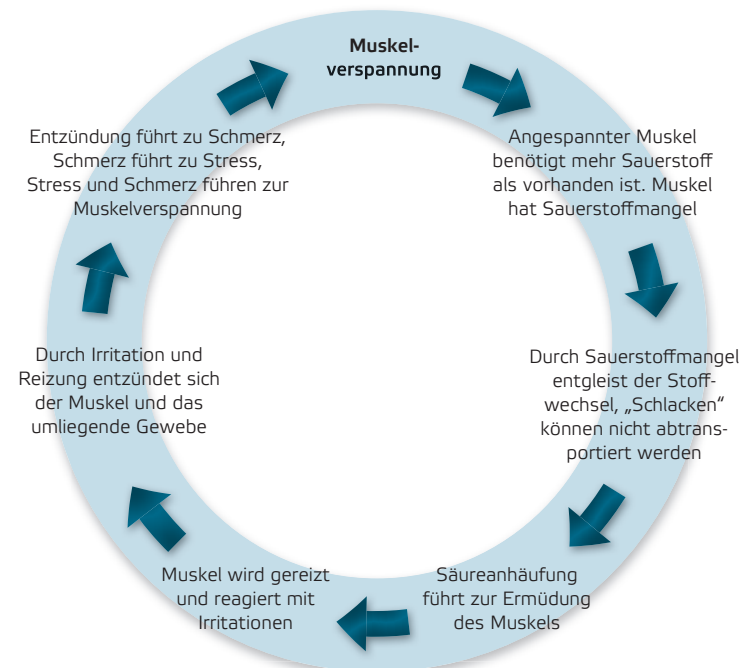 Muskel-
verspannung
Angespannter Muskel
benötigt mehr Sauerstoff
als vorhanden ist. Muskel
hat Sauerstoffmangel
Durch Sauerstoffmangel
entgleist der Stoff-
wechsel, „Schlacken“
können nicht abtrans-
portiert werden
Säureanhäufung
führt zur Ermüdung
des Muskels
Muskel wird gereizt
und reagiert mit
Irritationen
Durch Irritation und
Reizung entzündet sich
der Muskel und das
umliegende Gewebe
Entzündung führt zu Schmerz,
Schmerz führt zu Stress,
Stress und Schmerz führen zur
Muskelverspannung